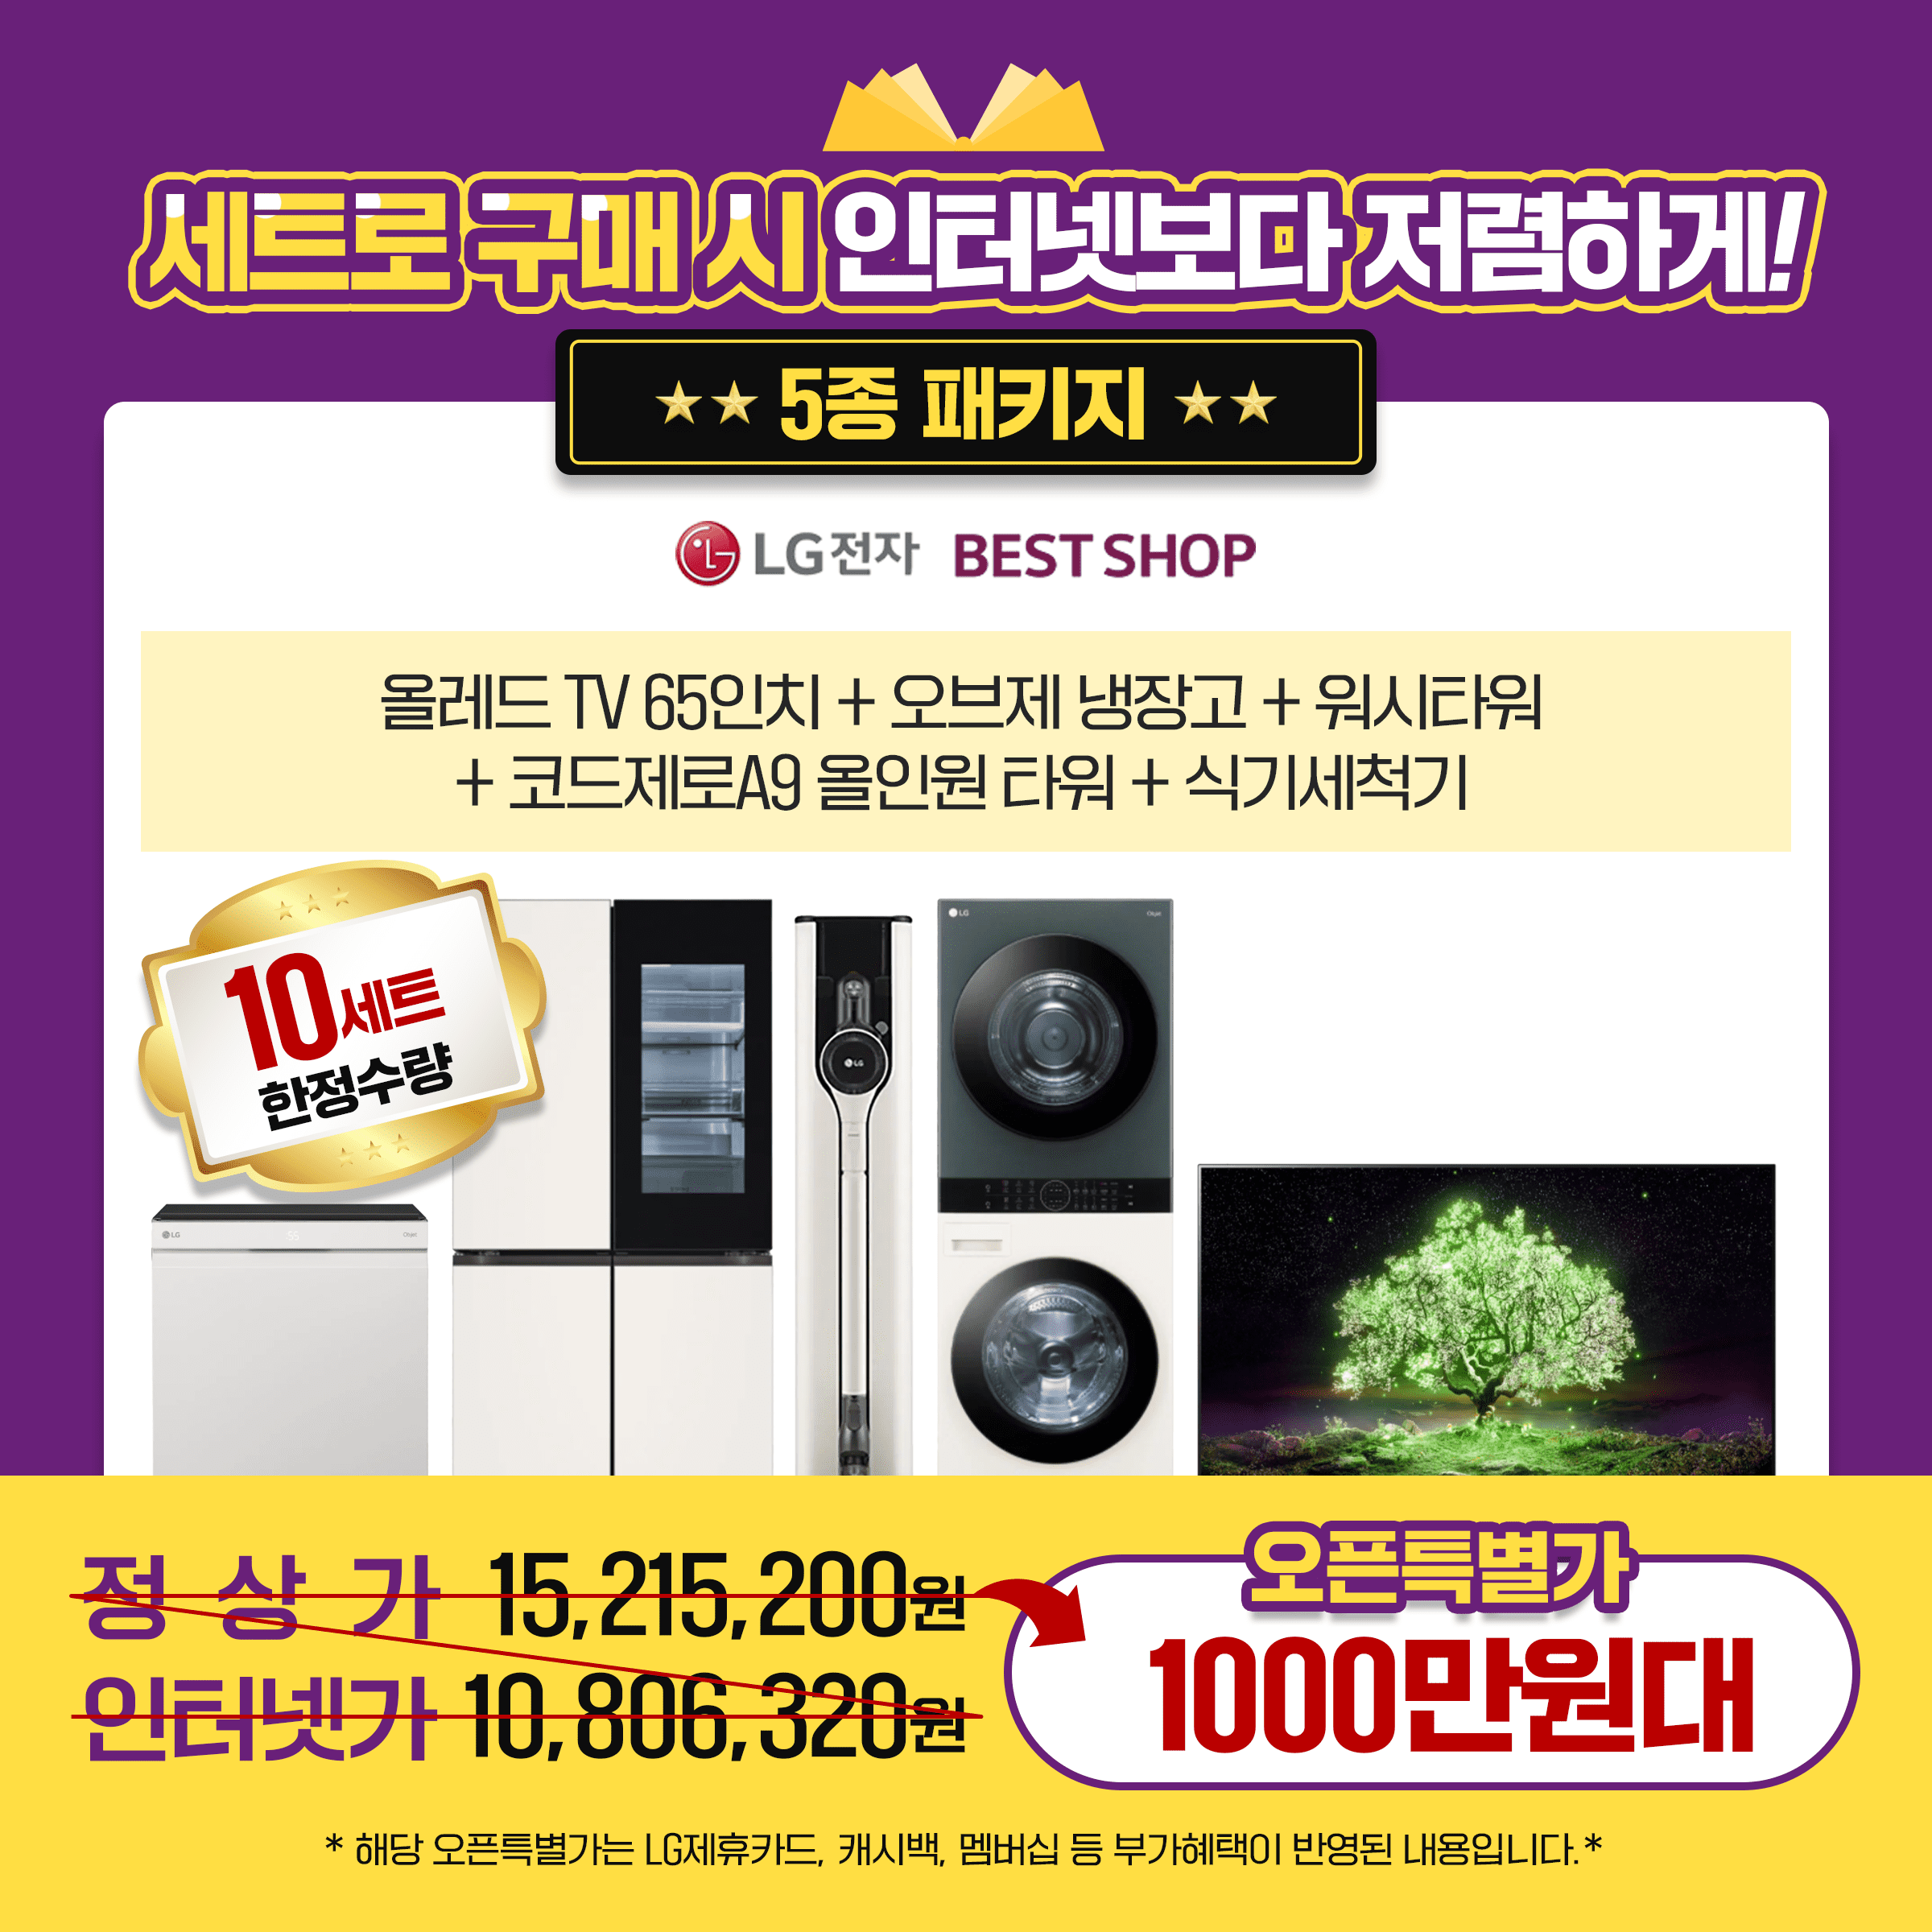 세트로 구매 시 인터넷보다 저렴하게!
5종 패키지
LG전자 BEST SHOP
올레드 TV 65인치 + 오브제 냉장고 + 워시타워
+ 코드제로A9 올인원 타워 + 식기세척기
10세트
한정수량
LG
Objet
LG
LG
Objet
정상가 15,215,200원
인터넷가 10,806,320원
오픈특별가
1000만원대
* 해당 오픈특별가는 LG제휴카드, 캐시백, 멤버십 등 부가혜택이 반영된 내용입니다.*